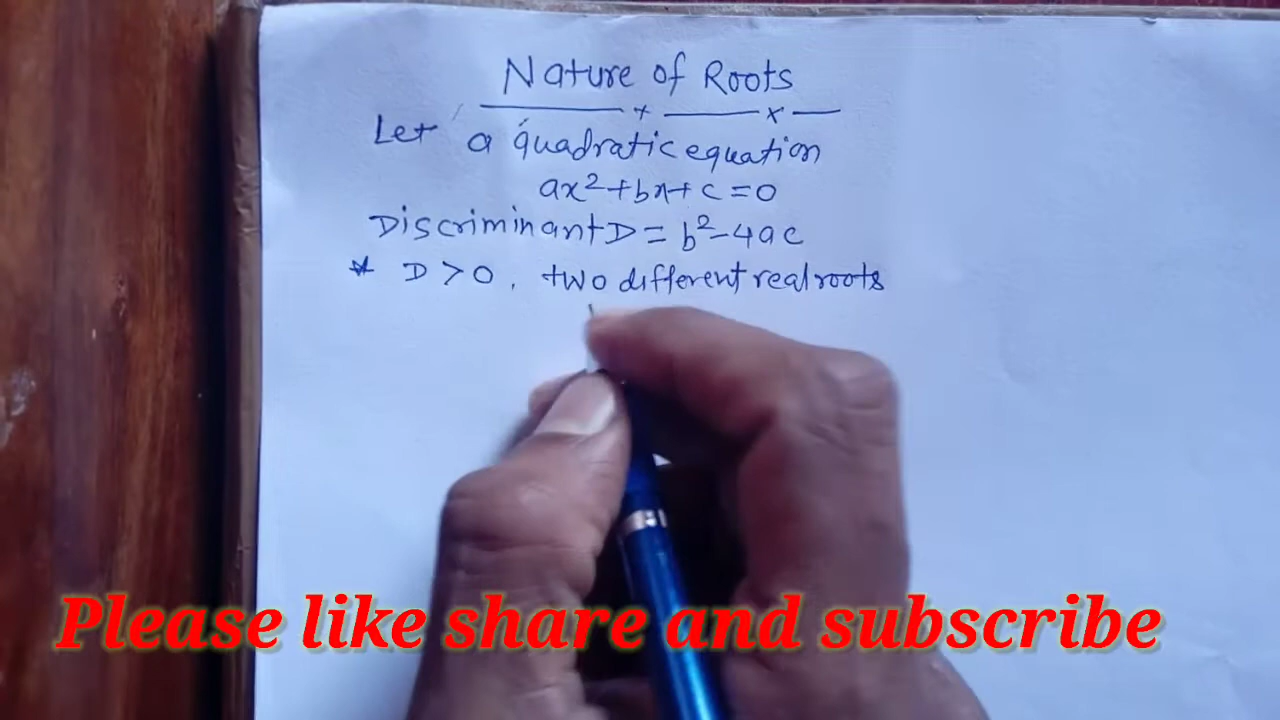 Nature of Roots
Let a quadratic equation
ax²+bx+c=0
Discriminant D = b²-4ac
* D > 0, two different real roots
Please like share and subscribe